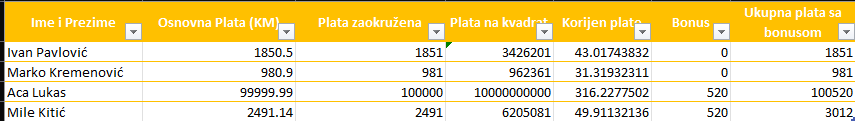 Ime i Prezime Osnovna Plata (KM) Plata zaokružena Plata na kvadrat Korijen plate Bonus Ukupna plata sa bonusom
Ivan Pavlović 1850.5 1851 3426201 43.01743832 0 1851
Marko Kremenović 980.9 981 962361 31.31932311 0 981
Aca Lukas 99999.99 100000 10000000000 316.2277502 520 100520
Mile Kitić 2491.14 2491 6205081 49.91132136 520 3012